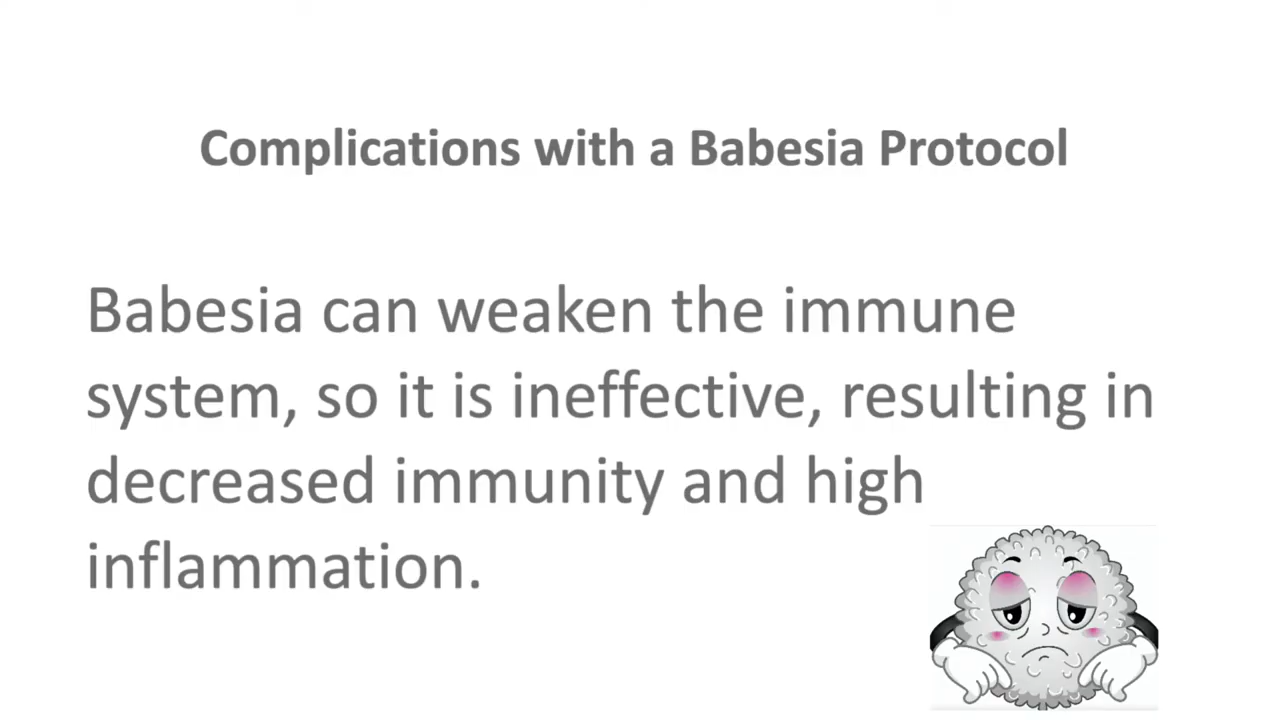 Complications with a Babesia Protocol
Babesia can weaken the immune
system, so it is ineffective, resulting in
decreased immunity and high
inflammation.